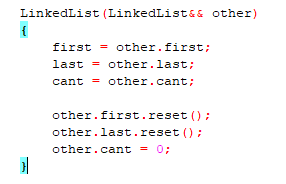 LinkedList(LinkedList&& other)
{
    first = other.first;
    last = other.last;
    cant = other.cant;

    other.first.reset();
    other.last.reset();
    other.cant = 0;
}